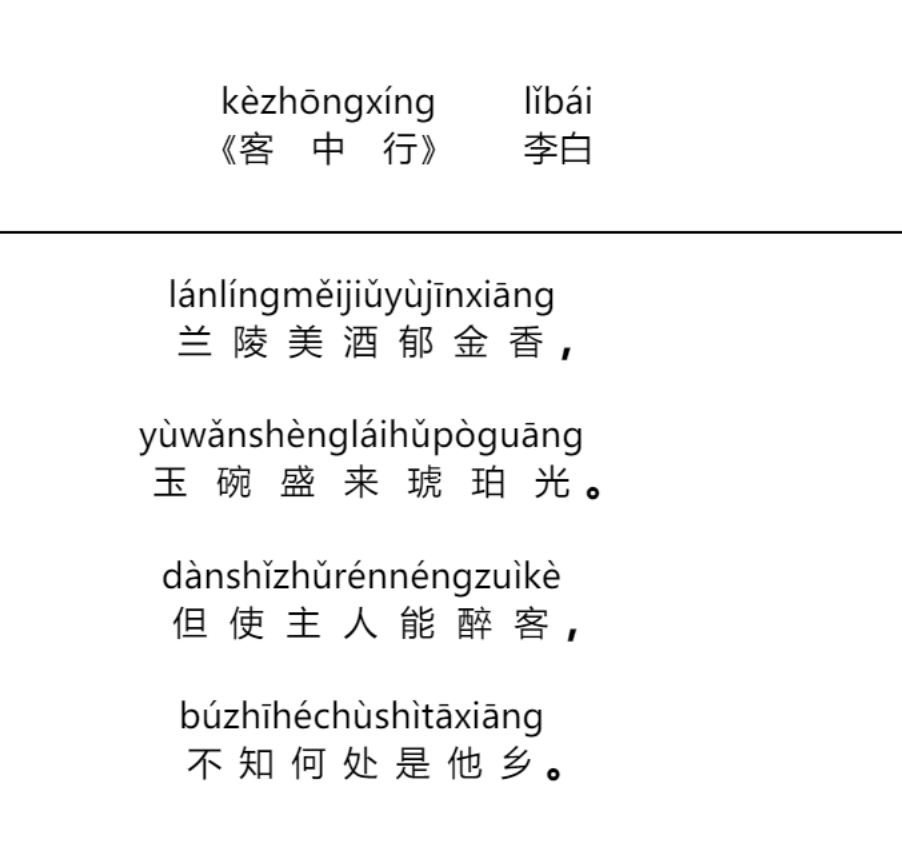 kèzhōngxíng lǐbái
《客中行》 李白
lánlíngměijiǔyùjīnxiāng
兰陵美酒郁金香，
yùwǎnshèngláihǔpòguāng
玉碗盛来琥珀光。
dànshǐzhǔrénnéngzuìkè
但使主人能醉客，
búzhīhéchùshìtāxiāng
不知何处是他乡。